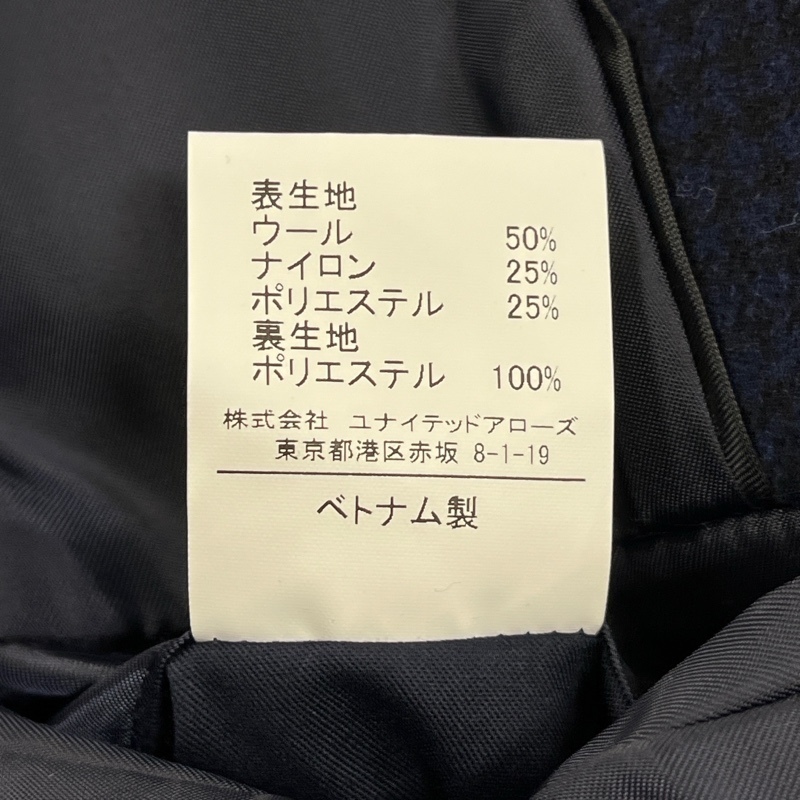 表生地
ウール 50%
ナイロン 25%
ポリエステル 25%
裏生地
ポリエステル 100%
株式会社 ユナイテッドアローズ
東京都港区赤坂 8-1-19
ベトナム製